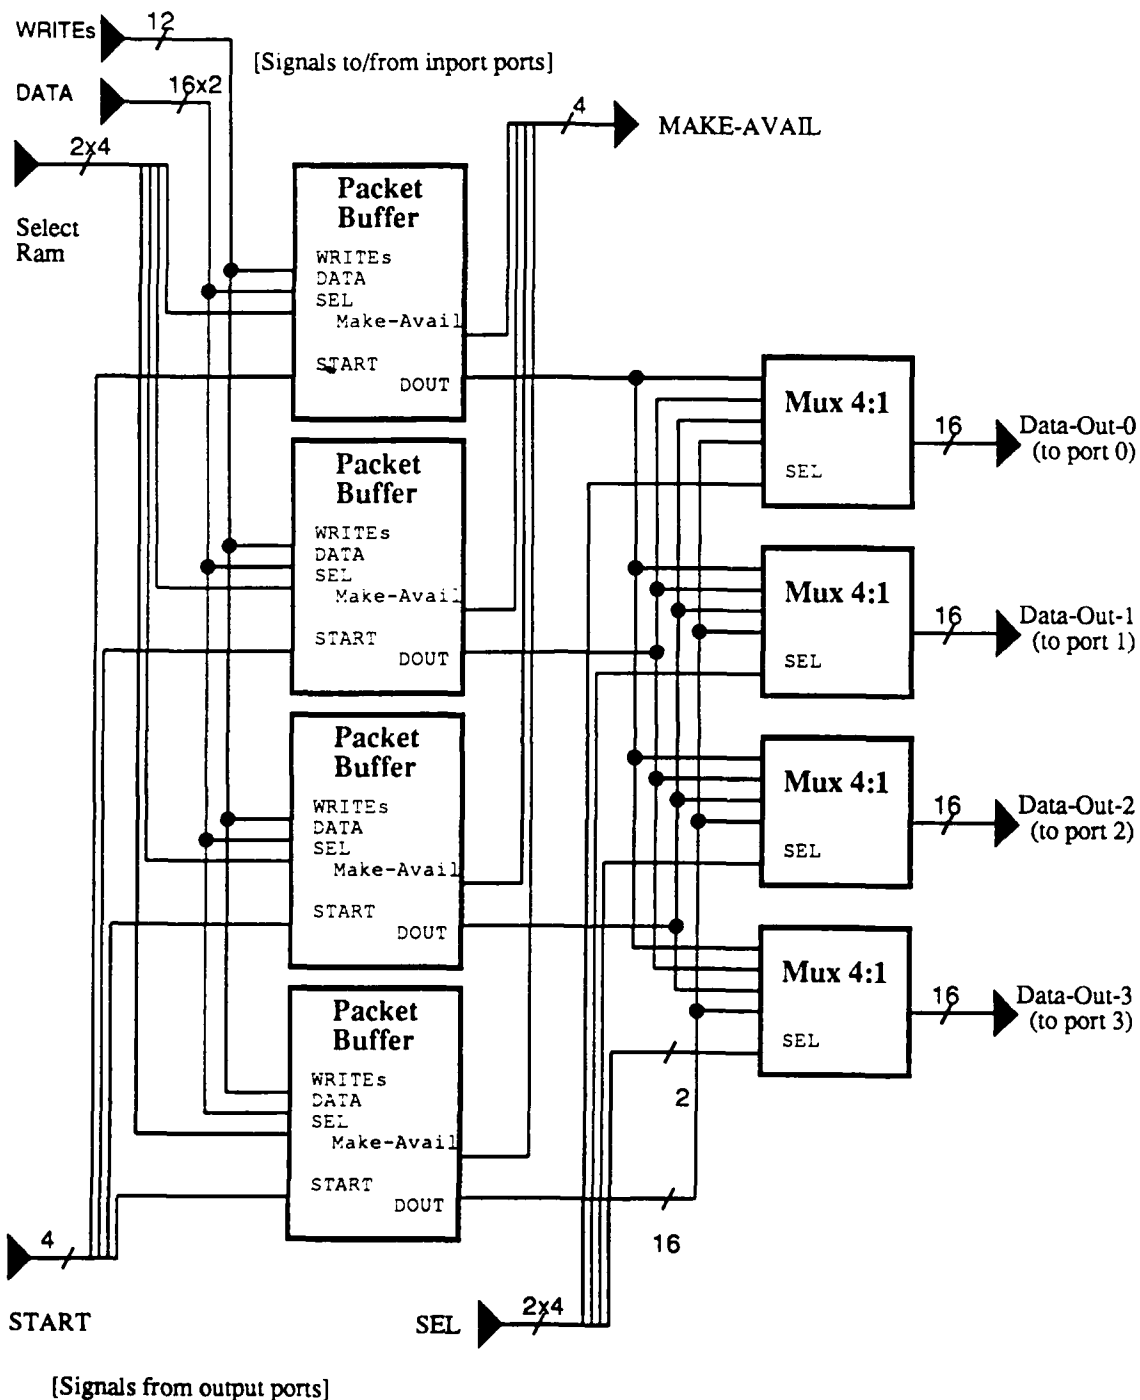 WRITEs
12
[Signals to/from inport ports]
DATA
16x2
4
MAKE-AVAIL
2x4
Select
Ram
Packet
Buffer
WRITEs
DATA
SEL
Make-Avail
START
DOUT
Packet
Buffer
WRITEs
DATA
SEL
Make-Avail
START
DOUT
Packet
Buffer
WRITEs
DATA
SEL
Make-Avail
START
DOUT
Packet
Buffer
WRITEs
DATA
SEL
Make-Avail
START
DOUT
Mux 4:1
SEL
16
Data-Out-0
(to port 0)
Mux 4:1
SEL
16
Data-Out-1
(to port 1)
Mux 4:1
SEL
16
Data-Out-2
(to port 2)
Mux 4:1
SEL
16
Data-Out-3
(to port 3)
2
16
4
START
SEL
2x4
[Signals from output ports]